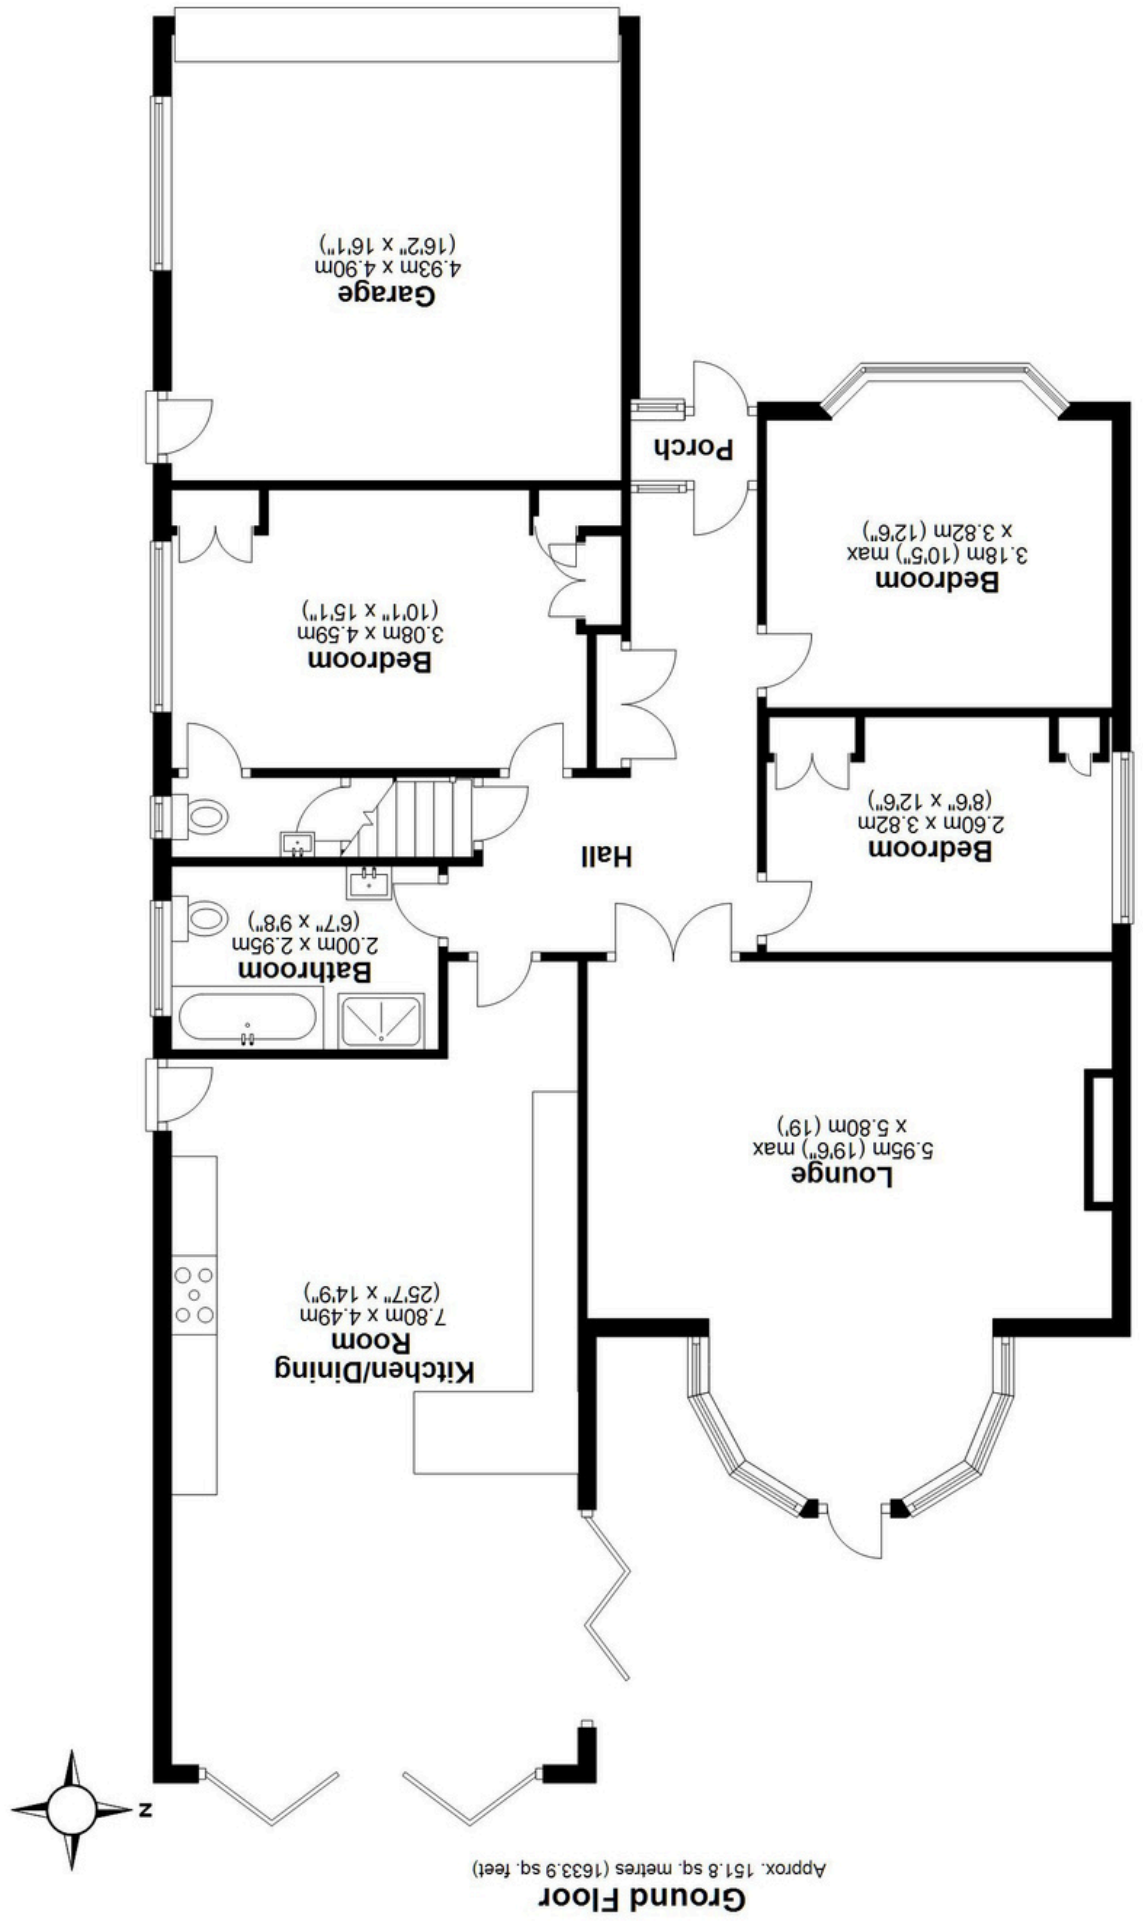 Ground Floor
Approx. 151.8 sq. metres (1633.9 sq. feet)
N
Kitchen/Dining
Room
7.80m x 4.49m
(25'7" x 14'9")
Lounge
5.95m (19'6") max
x 5.80m (19')
Bathroom
2.00m x 2.95m
(6'7" x 9'8")
Hall
Bedroom
2.60m x 3.82m
(8'6" x 12'6")
Bedroom
3.08m x 4.59m
(10'1" x 15'1")
Bedroom
3.18m (10'5") max
x 3.82m (12'6")
Porch
Garage
4.93m x 4.90m
(16'2" x 16'1")